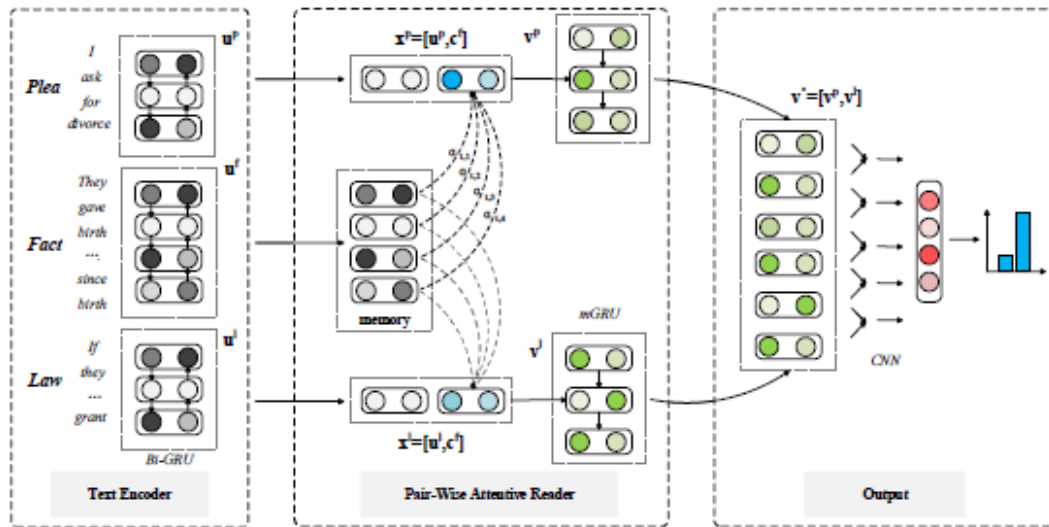 Plea
I
ask
for
divorce
u^p
Fact
They
gave
birth
...
since
birth
u^f
Law
If
they
...
grant
u^l
Bi-GRU
Text Encoder
x^p=[u^p,c^f]
v^p
memory
mGRU
v^l
x^l=[u^l,c^f]
Pair-Wise Attentive Reader
v^*=[v^p,v^l]
CNN
Output